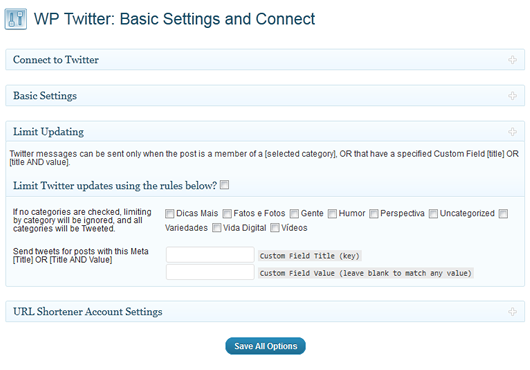 WP Twitter: Basic Settings and Connect
Connect to Twitter
Basic Settings
Limit Updating
Twitter messages can be sent only when the post is a member of a [selected category], OR that have a specified Custom Field [title] OR
[title AND value].
Limit Twitter updates using the rules below?
If no categories are checked, limiting
by category will be ignored, and all
categories will be Tweeted.
Dicas Mais Fatos e Fotos Gente Humor Perspectiva Uncategorized
Variedades Vida Digital Vídeos
Send tweets for posts with this Meta
[Title] OR [Title AND Value]
Custom Field Title (key)
Custom Field Value (leave blank to match any value)
URL Shortener Account Settings
Save All Options